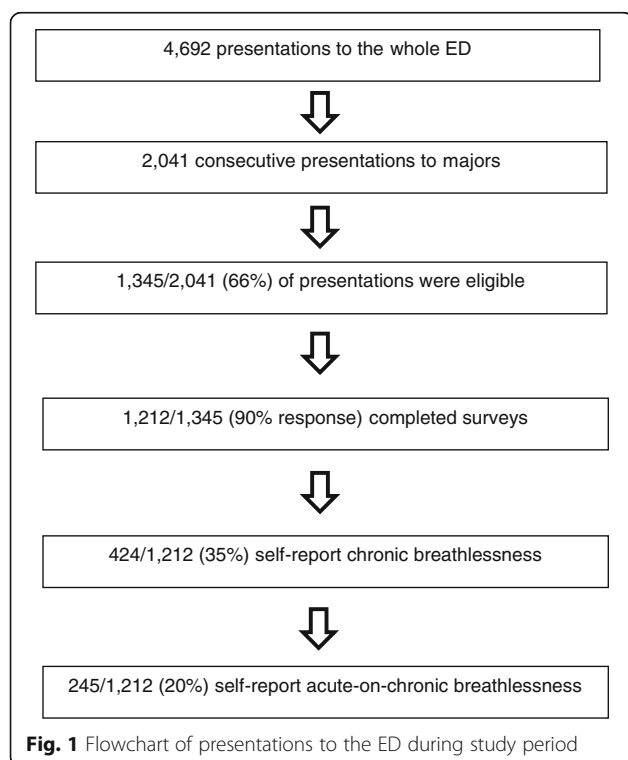 4,692 presentations to the whole ED
2,041 consecutive presentations to majors
1,345/2,041 (66%) of presentations were eligible
1,212/1,345 (90% response) completed surveys
424/1,212 (35%) self-report chronic breathlessness
245/1,212 (20%) self-report acute-on-chronic breathlessness
Fig. 1 Flowchart of presentations to the ED during study period